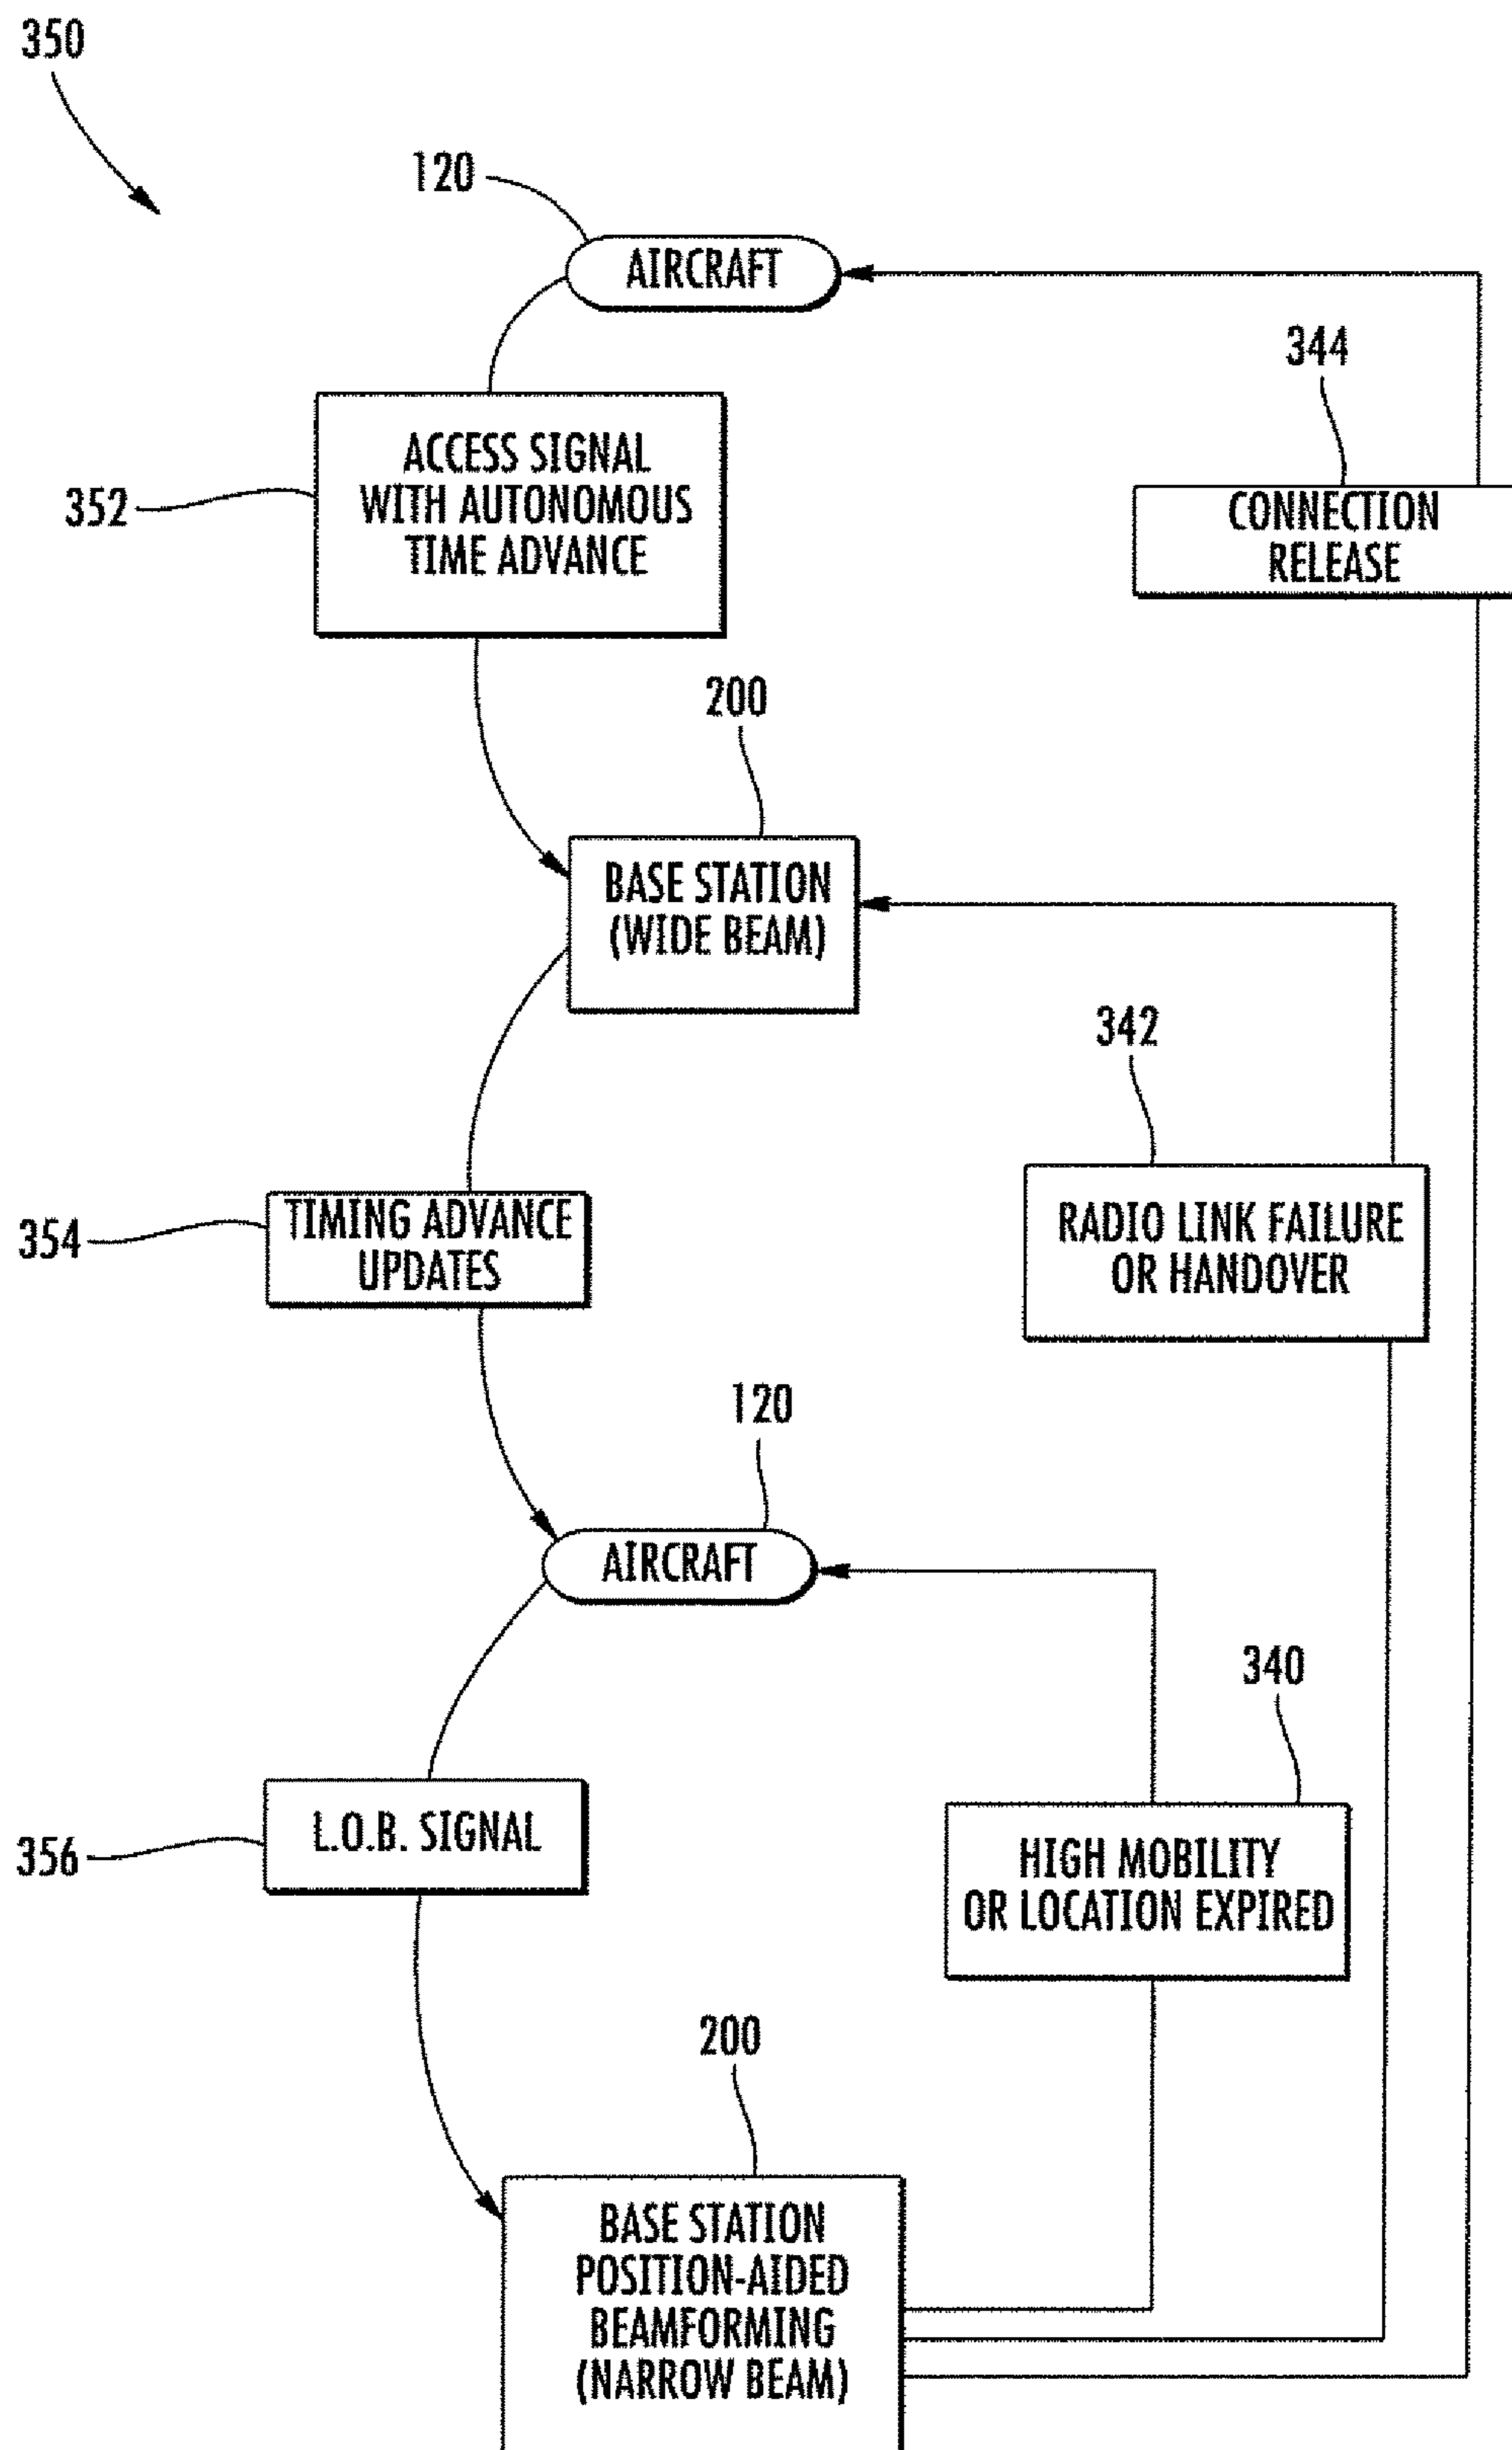 350
120
AIRCRAFT
344
CONNECTION
RELEASE
352
ACCESS SIGNAL
WITH AUTONOMOUS
TIME ADVANCE
200
BASE STATION
(WIDE BEAM)
342
RADIO LINK FAILURE
OR HANDOVER
354
TIMING ADVANCE
UPDATES
120
AIRCRAFT
340
HIGH MOBILITY
OR LOCATION EXPIRED
356
L.O.B. SIGNAL
200
BASE STATION
POSITION-AIDED
BEAMFORMING
(NARROW BEAM)